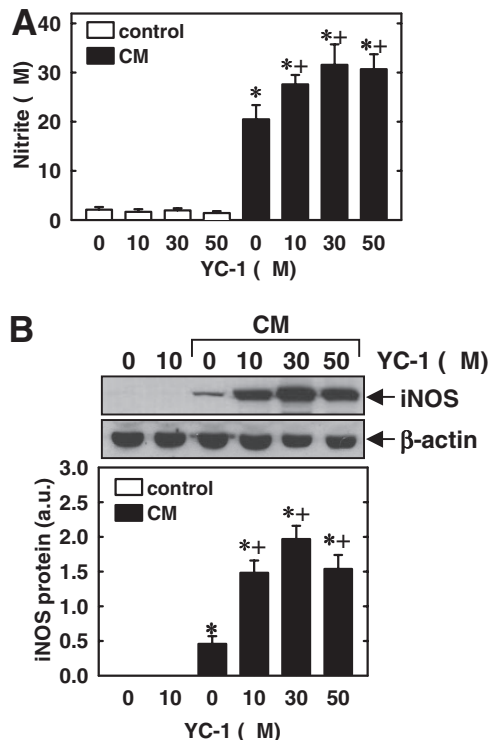 A
control
CM
Nitrite ( M)
40
30
20
10
0
* *+ *+ *+
0 10 30 50 0 10 30 50
YC-1 ( M)
B
CM
0 10 0 10 30 50 YC-1 ( M)
iNOS
β-actin
control
CM
iNOS protein (a.u.)
3.0
2.5
2.0
1.5
1.0
0.5
0.0
* *+ *+ *+
0 10 0 10 30 50
YC-1 ( M)